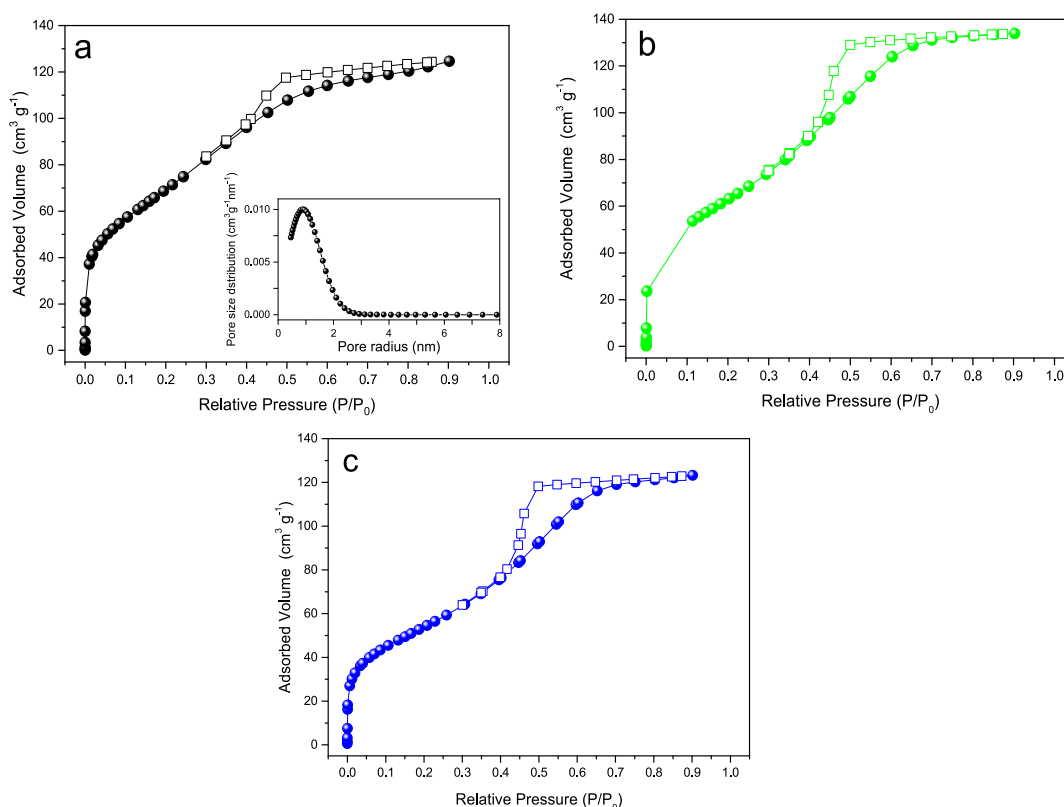 a
140
120
100
80
60
40
20
0
Adsorbed Volume (cm³ g⁻¹)
0.0 0.1 0.2 0.3 0.4 0.5 0.6 0.7 0.8 0.9 1.0
Relative Pressure (P/P₀)
0.010
0.005
0.000
Pore size dstribution (cm³g⁻¹nm⁻¹)
0 2 4 6 8
Pore radius (nm)
b
140
120
100
80
60
40
20
0
Adsorbed Volume (cm³ g⁻¹)
0.0 0.1 0.2 0.3 0.4 0.5 0.6 0.7 0.8 0.9 1.0
Relative Pressure (P/P₀)
c
140
120
100
80
60
40
20
0
Adsorbed Volume (cm³ g⁻¹)
0.0 0.1 0.2 0.3 0.4 0.5 0.6 0.7 0.8 0.9 1.0
Relative Pressure (P/P₀)